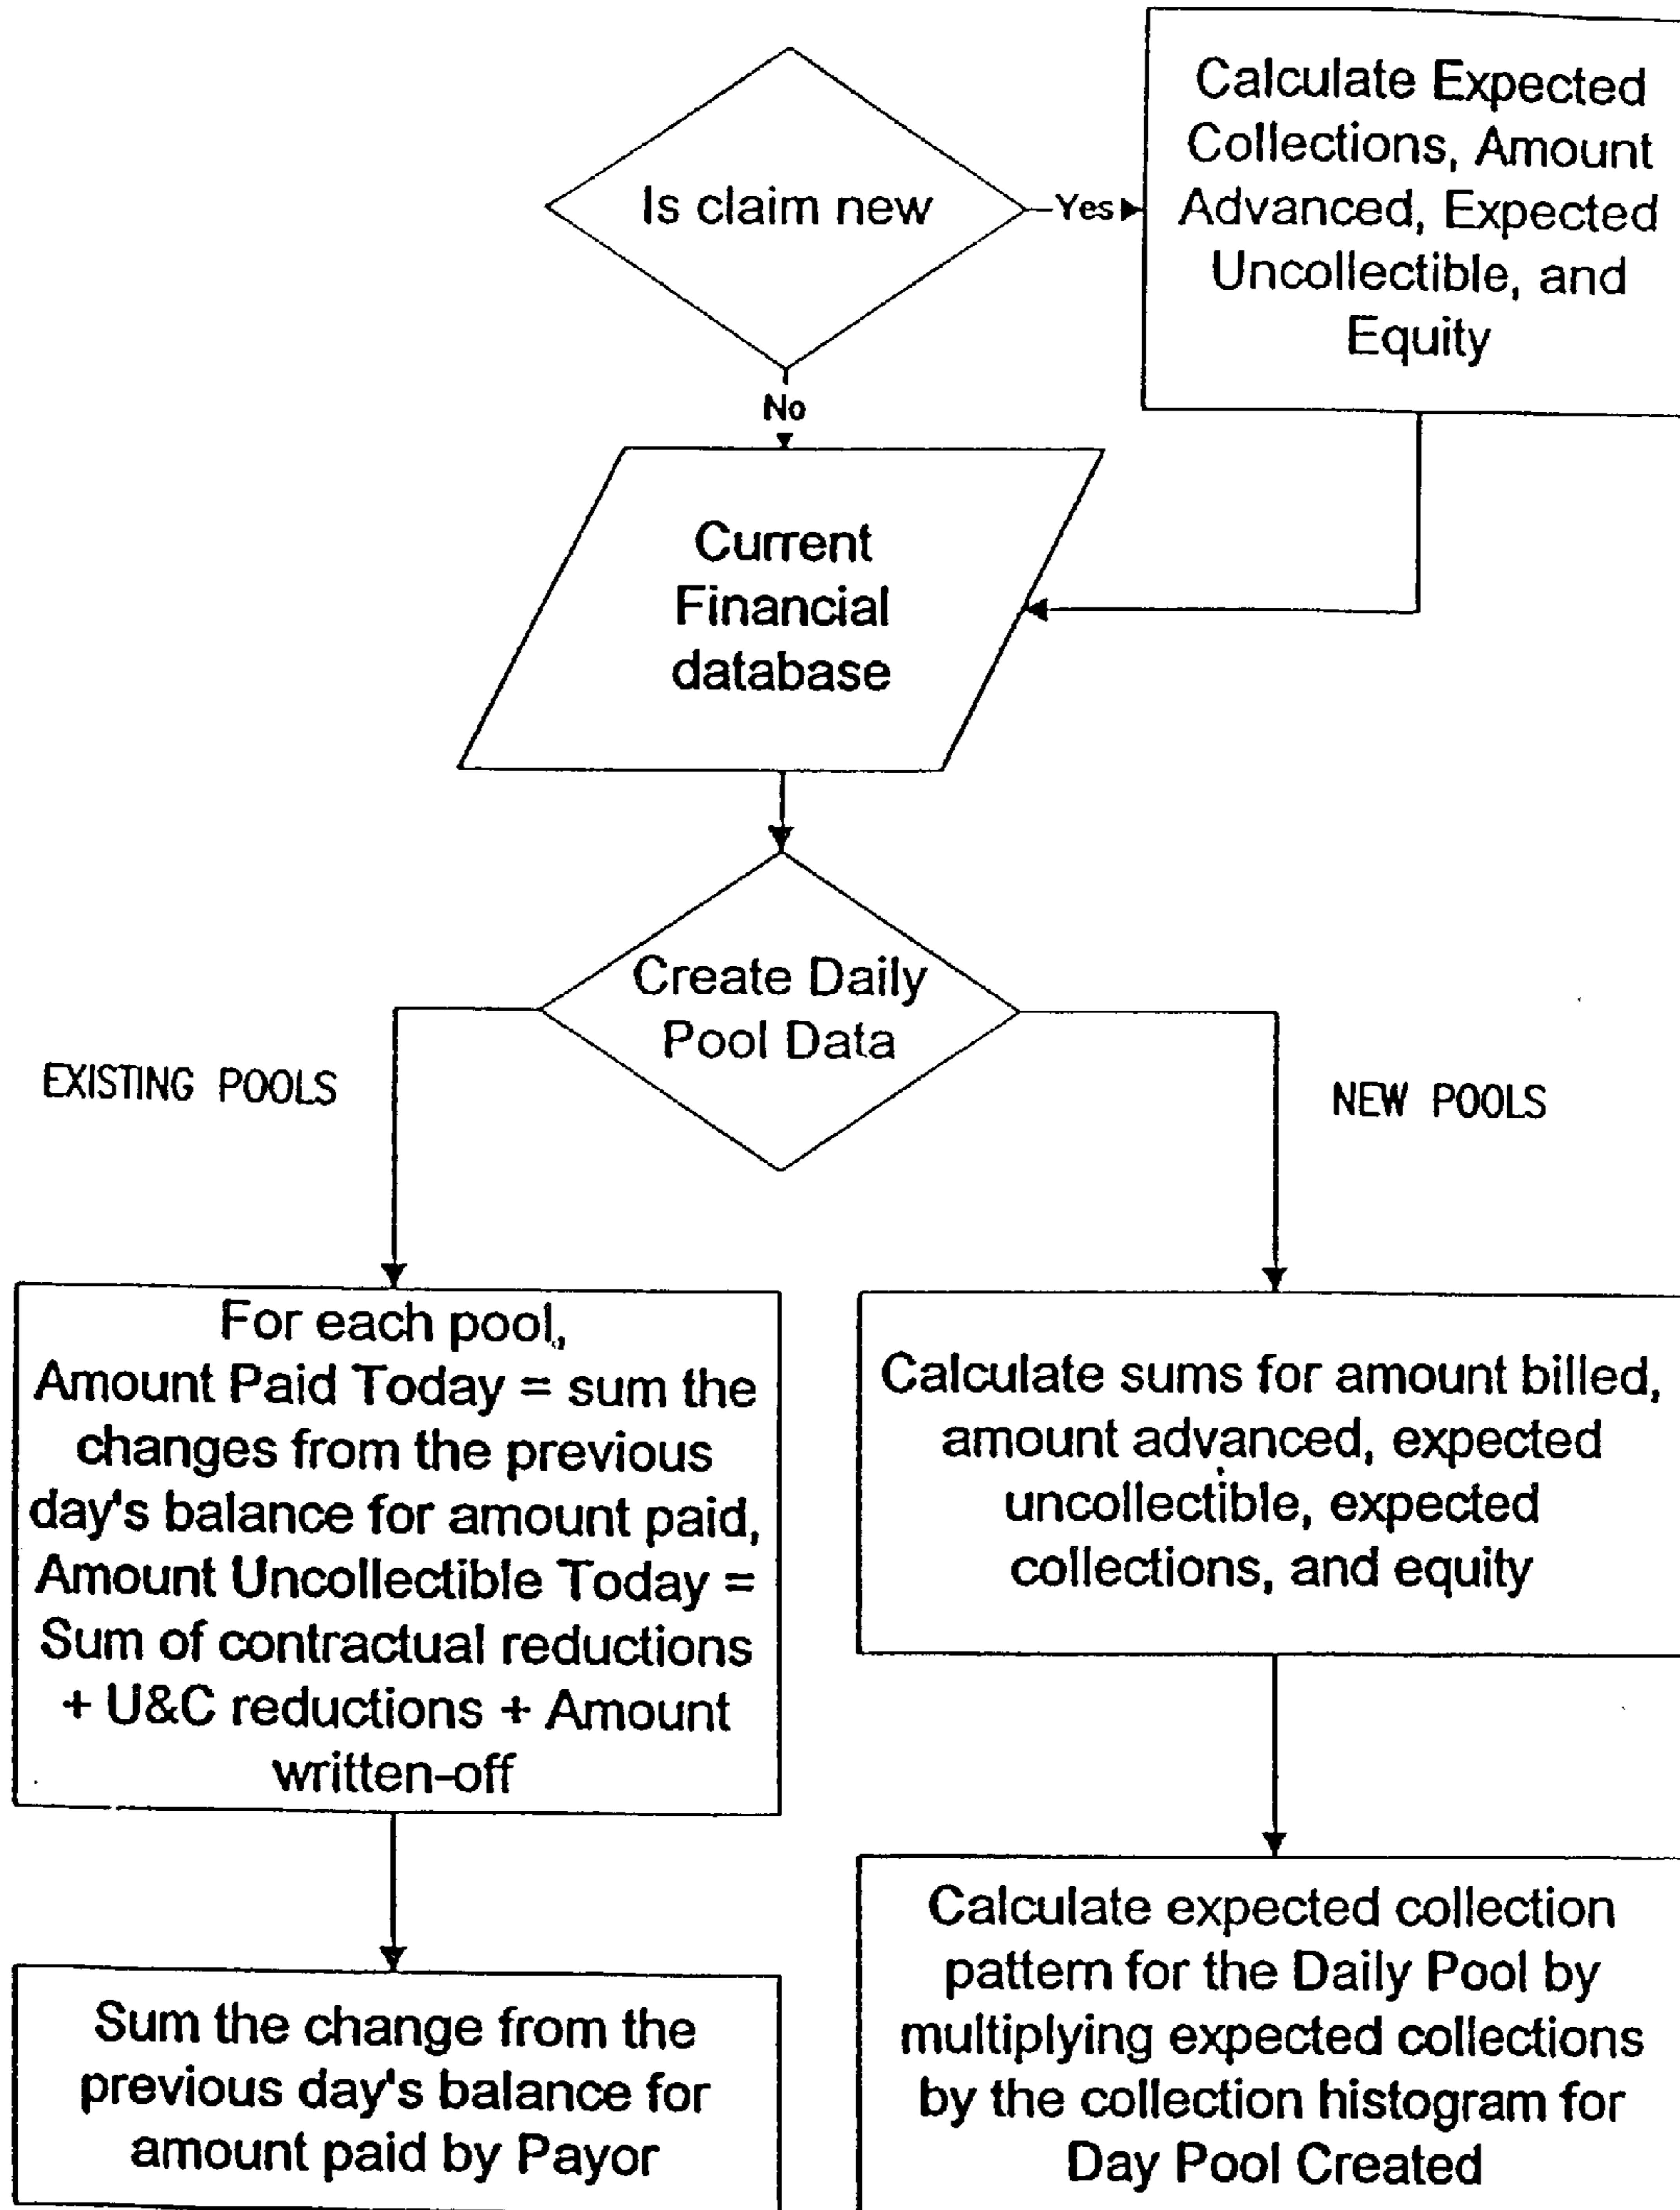 Is claim new
Yes
Calculate Expected
Collections, Amount
Advanced, Expected
Uncollectible, and
Equity
No
Current
Financial
database
Create Daily
Pool Data
EXISTING POOLS
NEW POOLS
For each pool,
Amount Paid Today = sum the
changes from the previous
day's balance for amount paid,
Amount Uncollectible Today =
Sum of contractual reductions
+ U&C reductions + Amount
written-off
Calculate sums for amount billed,
amount advanced, expected
uncollectible, expected
collections, and equity
Sum the change from the
previous day's balance for
amount paid by Payor
Calculate expected collection
pattern for the Daily Pool by
multiplying expected collections
by the collection histogram for
Day Pool Created